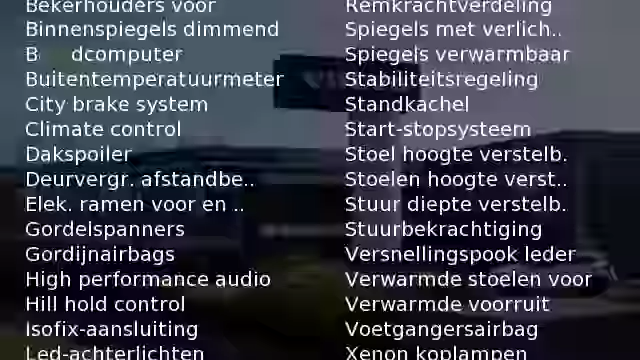 Bekerhouders voor
Binnenspiegels dimmend
B dcomputer
Buitentemperatuurmeter
City brake system
Climate control
Dakspoiler
Deurvergr. afstandbe..
Elek. ramen voor en ..
Gordelspanners
Gordijnairbags
High performance audio
Hill hold control
Isofix-aansluiting
Led-achterlichten
Remkrachtverdeling
Spiegels met verlich..
Spiegels verwarmbaar
Stabiliteitsregeling
Standkachel
Start-stopsysteem
Stoel hoogte verstelb.
Stoelen hoogte verst..
Stuur diepte verstelb.
Stuurbekrachtiging
Versnellingspook leder
Verwarmde stoelen voor
Verwarmde voorruit
Voetgangersairbag
Xenon koplampen